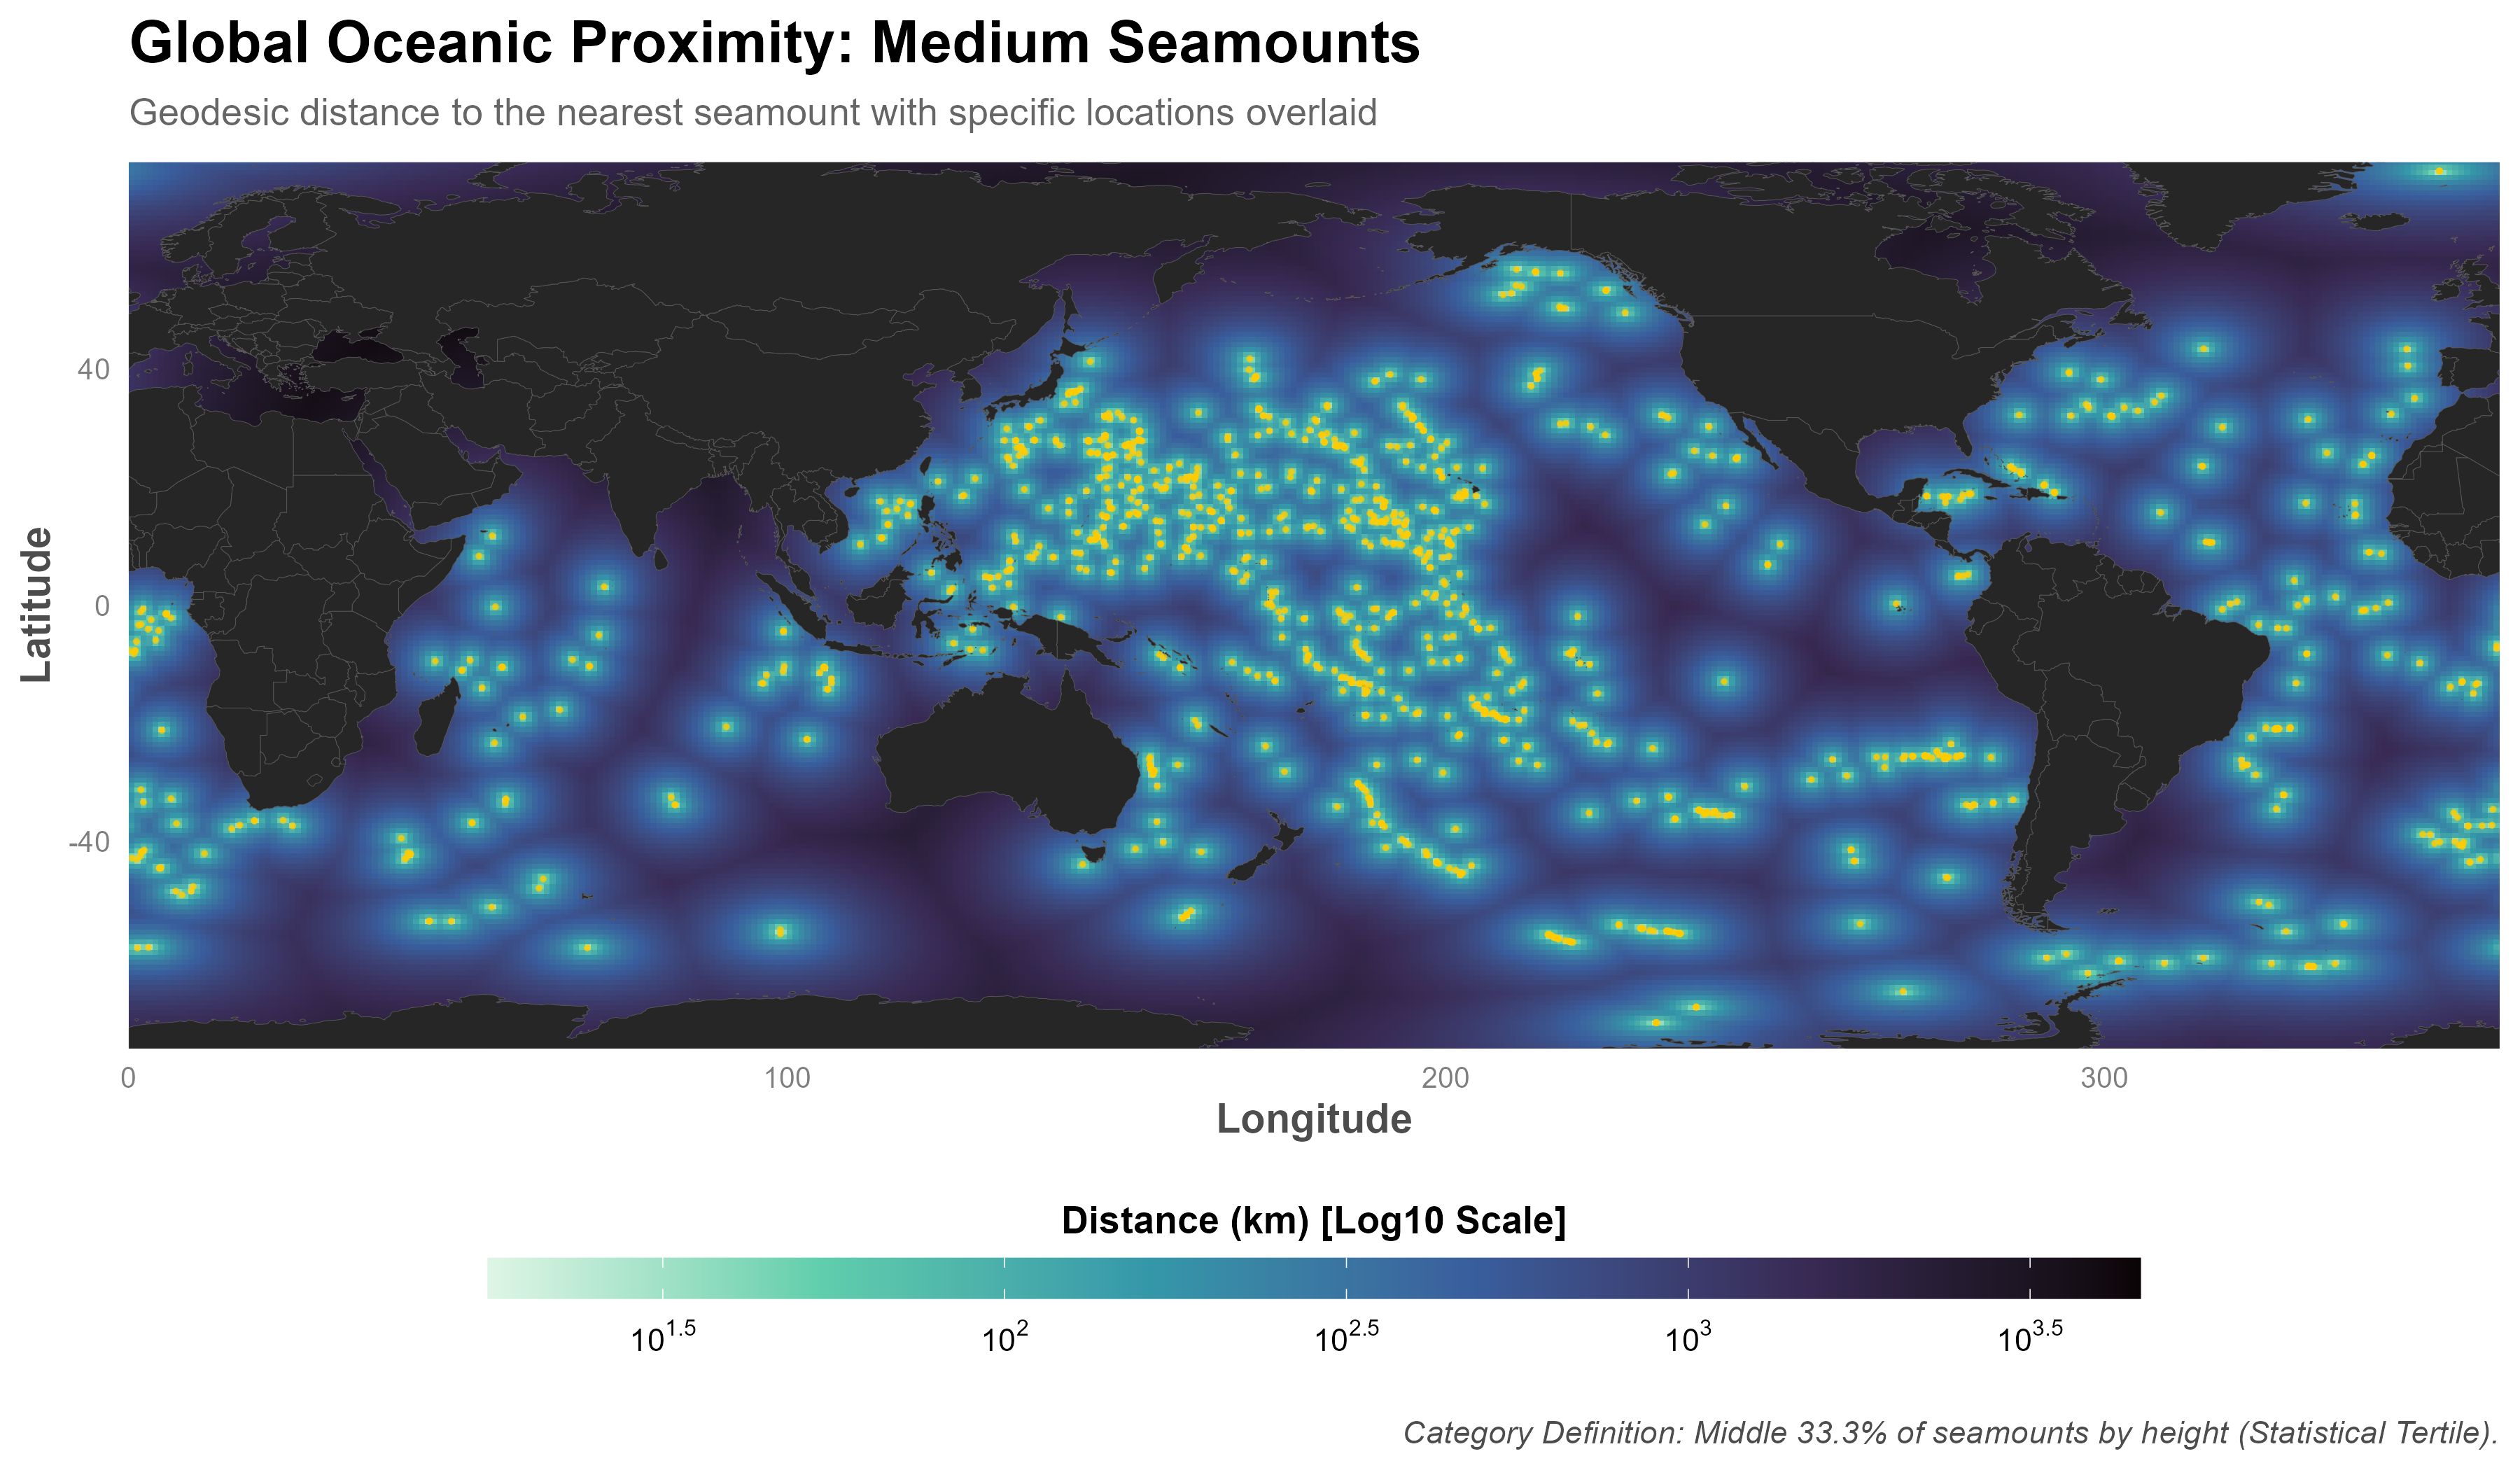 Global Oceanic Proximity: Medium Seamounts
Geodesic distance to the nearest seamount with specific locations overlaid
Latitude
40
0
-40
0 100 200 300
Longitude
Distance (km) [Log10 Scale]
10^1.5 10^2 10^2.5 10^3 10^3.5
Category Definition: Middle 33.3% of seamounts by height (Statistical Tertile).